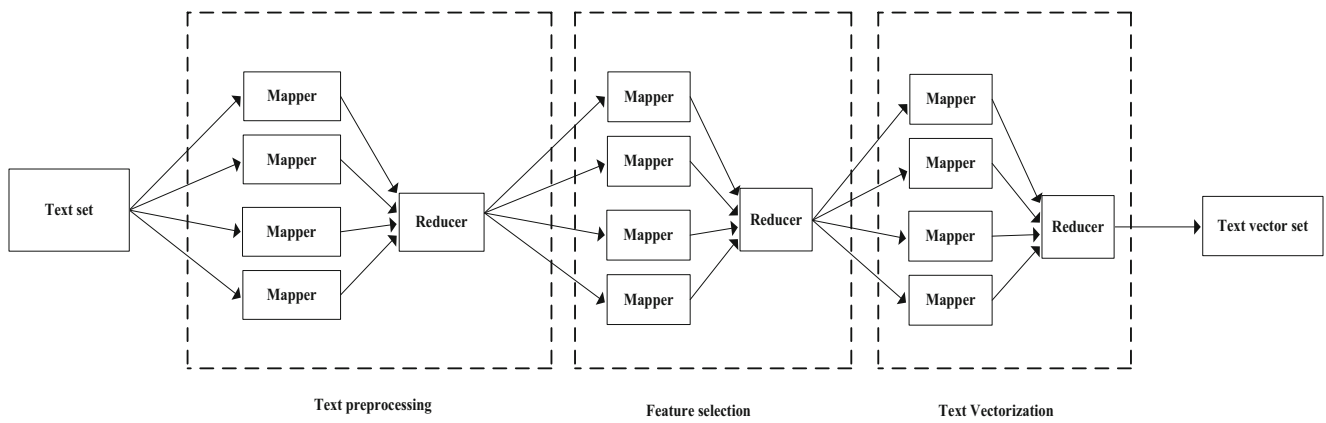 Text set
Mapper
Mapper
Mapper
Mapper
Reducer
Text preprocessing
Mapper
Mapper
Mapper
Mapper
Reducer
Feature selection
Mapper
Mapper
Mapper
Mapper
Reducer
Text Vectorization
Text vector set